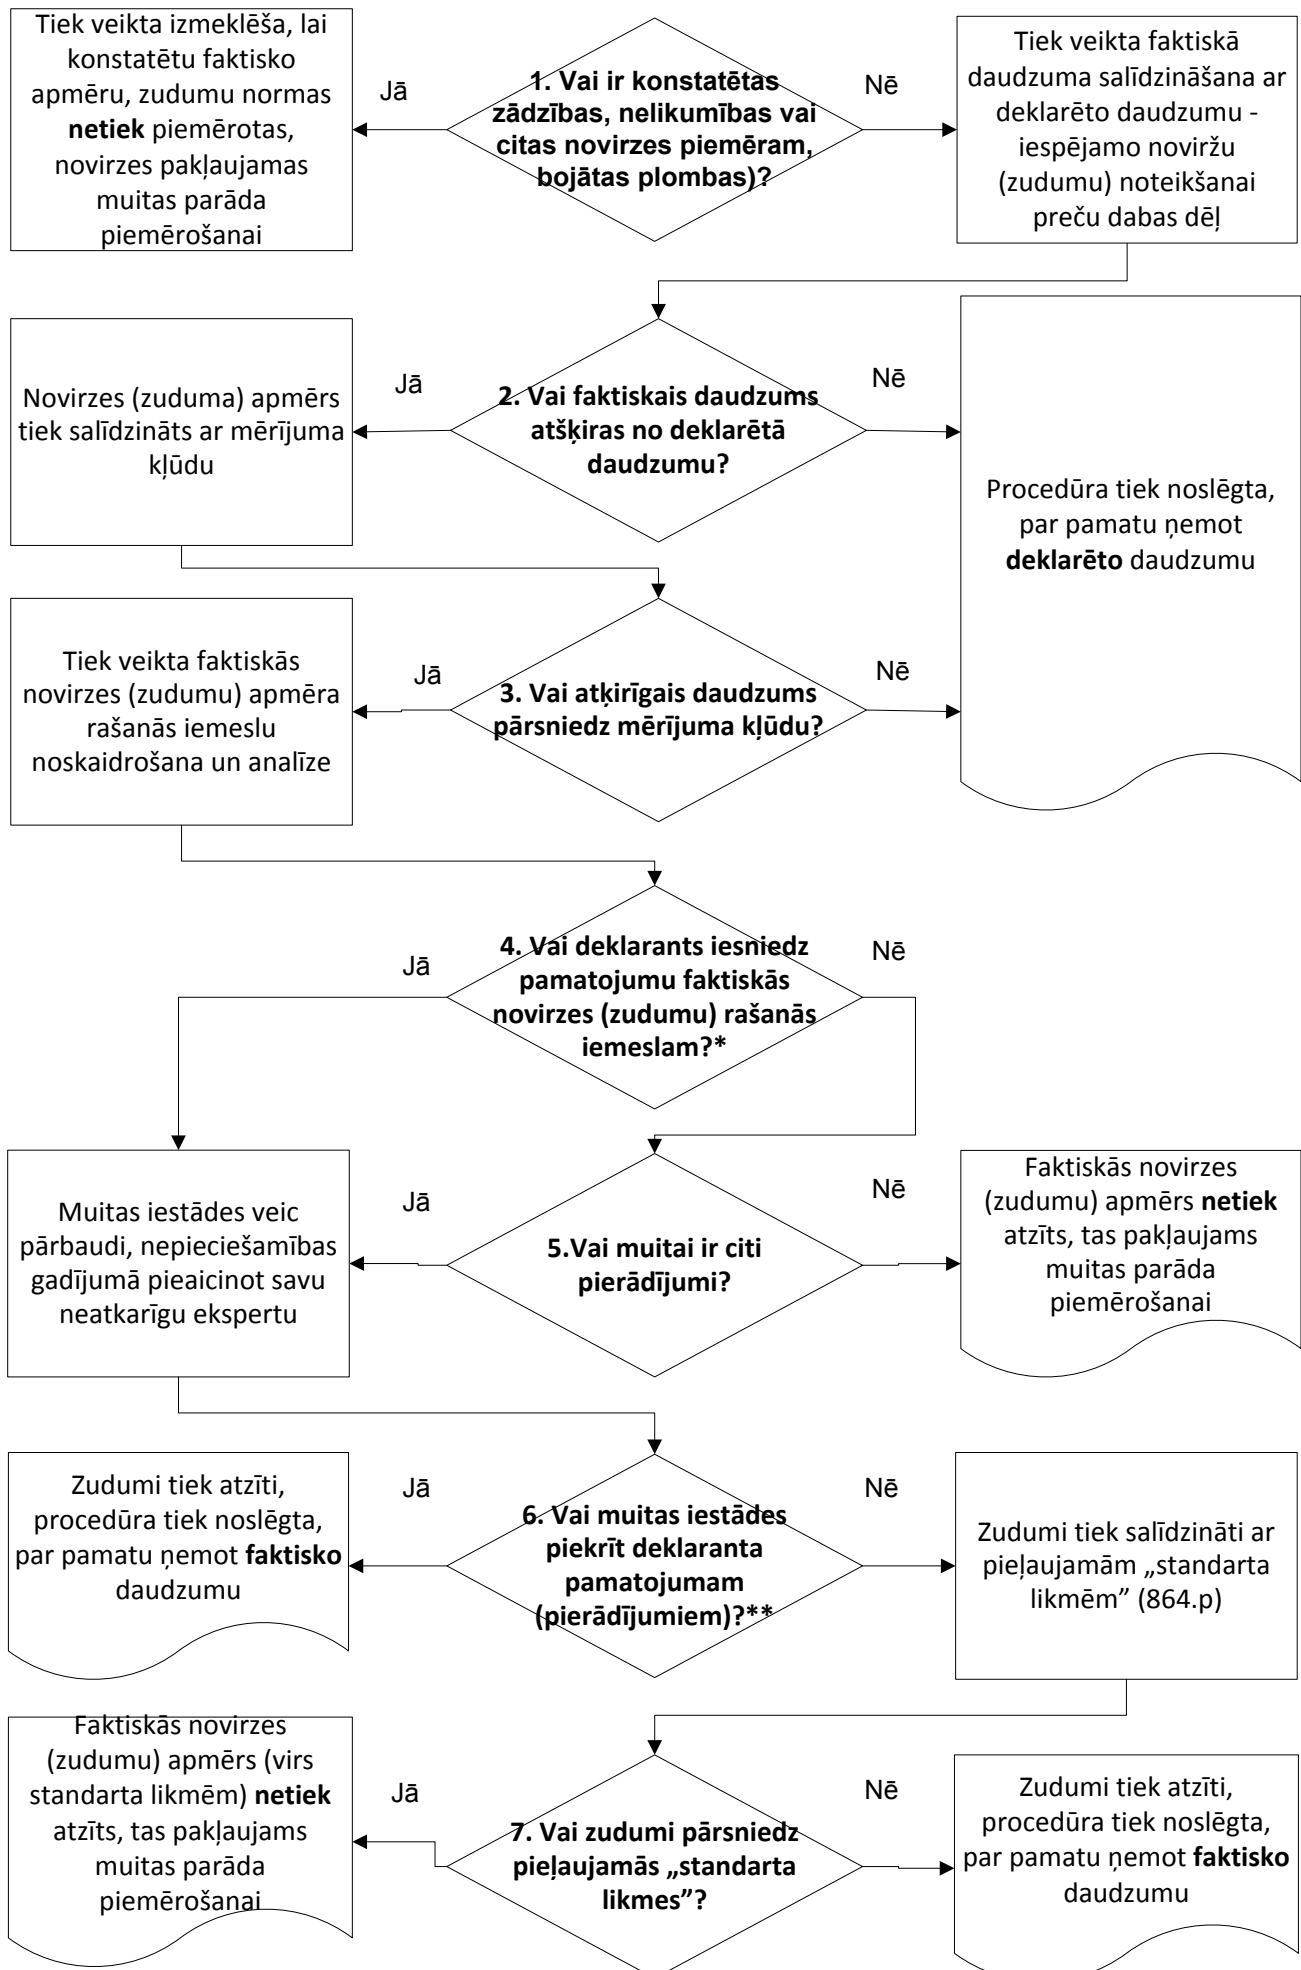 Tiek veikta izmeklēša, lai
konstatētu faktisko
apmēru, zudumu normas
netiek piemērotas,
novirzes pakļaujamas
muitas parāda
piemērošanai
Jā
1. Vai ir konstatētas
zādzības, nelikumības vai
citas novirzes piemēram,
bojātas plombas)?
Nē
Tiek veikta faktiskā
daudzuma salīdzināšana ar
deklarēto daudzumu -
iespējamo noviržu
(zudumu) noteikšanai
preču dabas dēļ
Novirzes (zuduma) apmērs
tiek salīdzināts ar mērījuma
kļūdu
Jā
2. Vai faktiskais daudzums
atšķiras no deklarētā
daudzumu?
Nē
Procedūra tiek noslēgta,
par pamatu ņemot
deklarēto daudzumu
Tiek veikta faktiskās
novirzes (zudumu) apmēra
rašanās iemeslu
noskaidrošana un analīze
Jā
3. Vai atķirīgais daudzums
pārsniedz mērījuma kļūdu?
Nē
Jā
4. Vai deklarants iesniedz
pamatojumu faktiskās
novirzes (zudumu) rašanās
iemeslam?*
Nē
Muitas iestādes veic
pārbaudi, nepieciešamības
gadījumā pieaicinot savu
neatkarīgu ekspertu
Jā
5.Vai muitai ir citi
pierādījumi?
Nē
Faktiskās novirzes
(zudumu) apmērs netiek
atzīts, tas pakļaujams
muitas parāda
piemērošanai
Zudumi tiek atzīti,
procedūra tiek noslēgta,
par pamatu ņemot faktisko
daudzumu
Jā
6. Vai muitas iestādes
piekrīt deklaranta
pamatojumam
(pierādījumiem)?**
Nē
Zudumi tiek salīdzināti ar
pieļaujamām „standarta
likmēm” (864.p)
Faktiskās novirzes
(zudumu) apmērs (virs
standarta likmēm) netiek
atzīts, tas pakļaujams
muitas parāda
piemērošanai
Jā
7. Vai zudumi pārsniedz
pieļaujamās „standarta
likmes”?
Nē
Zudumi tiek atzīti,
procedūra tiek noslēgta,
par pamatu ņemot faktisko
daudzumu